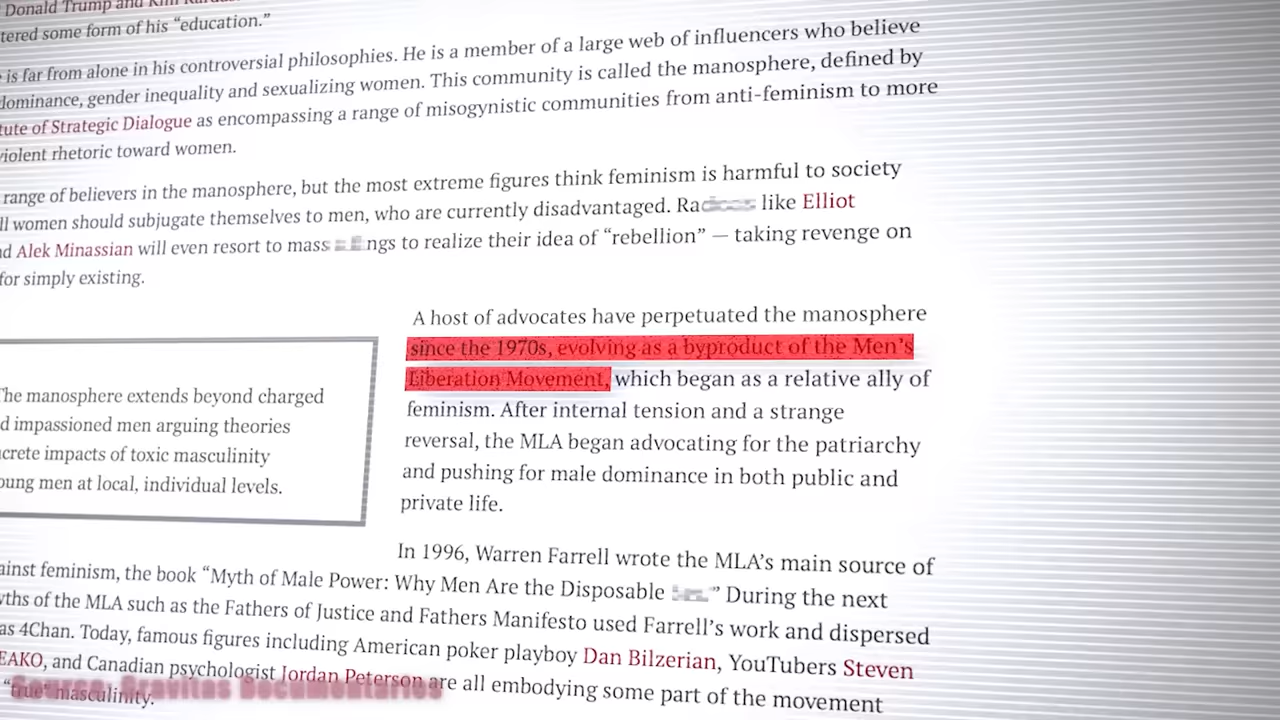 Donald Trump and Kim
tered some form of his “education.”
is far from alone in his controversial philosophies. He is a member of a large web of influencers who believe
dominance, gender inequality and sexualizing women. This community is called the manosphere, defined by
tute of Strategic Dialogue as encompassing a range of misogynistic communities from anti-feminism to more
violent rhetoric toward women.
range of believers in the manosphere, but the most extreme figures think feminism is harmful to society
ll women should subjugate themselves to men, who are currently disadvantaged. Ra like Elliot
nd Alek Minassian will even resort to mass ngs to realize their idea of “rebellion” — taking revenge on
for simply existing.
A host of advocates have perpetuated the manosphere
since the 1970s, evolving as a byproduct of the Men’s
Liberation Movement, which began as a relative ally of
feminism. After internal tension and a strange
reversal, the MLA began advocating for the patriarchy
and pushing for male dominance in both public and
private life.
The manosphere extends beyond charged
d impassioned men arguing theories
crete impacts of toxic masculinity
oung men at local, individual levels.
In 1996, Warren Farrell wrote the MLA’s main source of
ainst feminism, the book “Myth of Male Power: Why Men Are the Disposable ” During the next
yths of the MLA such as the Fathers of Justice and Fathers Manifesto used Farrell’s work and dispersed
as 4Chan. Today, famous figures including American poker playboy Dan Bilzerian, YouTubers Steven
EAKO, and Canadian psychologist Jordan Peterson are all embodying some part of the movement
“true” masculinity.